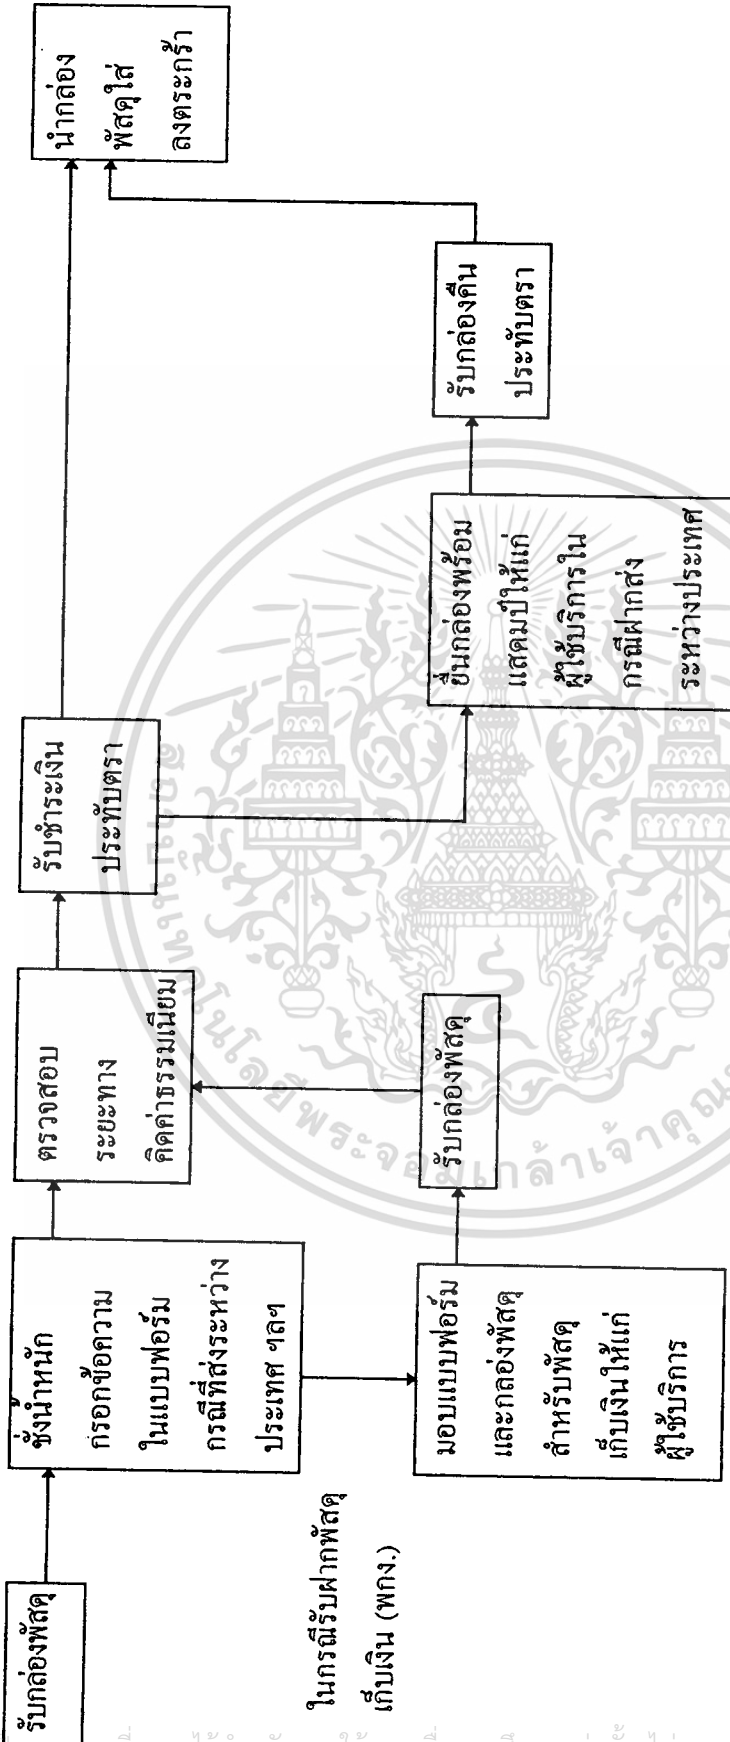 รับกล่องพัสดุ
ชั่งน้ำหนัก
กรอกข้อความ
ในแบบฟอร์ม
กรณีที่ส่งระหว่าง
ประเทศ ฯลฯ
ตรวจสอบ
ระยะทาง
คิดค่าธรรมเนียม
รับชำระเงิน
ประทับตรา
นำกล่อง
พัสดุใส่
ลงตระกร้า
ในกรณีรับฝากพัสดุ
เก็บเงิน (พกง.)
มอบแบบฟอร์ม
และกล่องพัสดุ
สำหรับพัสดุ
เก็บเงินให้แก่
ผู้ใช้บริการ
รับกล่องพัสดุ
ยื่นกล่องพร้อม
แสตมป์ให้แก่
ผู้ใช้บริการใน
กรณีฝากส่ง
ระหว่างประเทศ
รับกล่องคืน
ประทับตรา